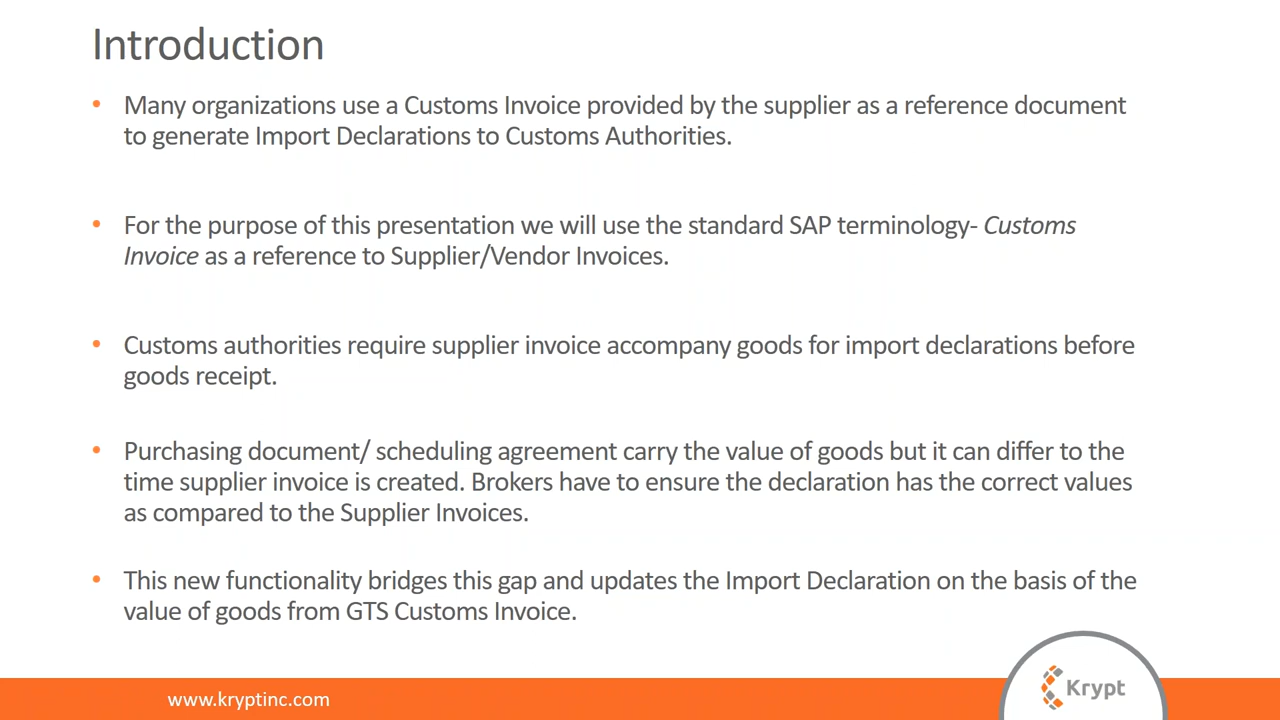 Introduction
• Many organizations use a Customs Invoice provided by the supplier as a reference document
to generate Import Declarations to Customs Authorities.
• For the purpose of this presentation we will use the standard SAP terminology- Customs
Invoice as a reference to Supplier/Vendor Invoices.
• Customs authorities require supplier invoice accompany goods for import declarations before
goods receipt.
• Purchasing document/ scheduling agreement carry the value of goods but it can differ to the
time supplier invoice is created. Brokers have to ensure the declaration has the correct values
as compared to the Supplier Invoices.
• This new functionality bridges this gap and updates the Import Declaration on the basis of the
value of goods from GTS Customs Invoice.
www.kryptinc.com
Krypt